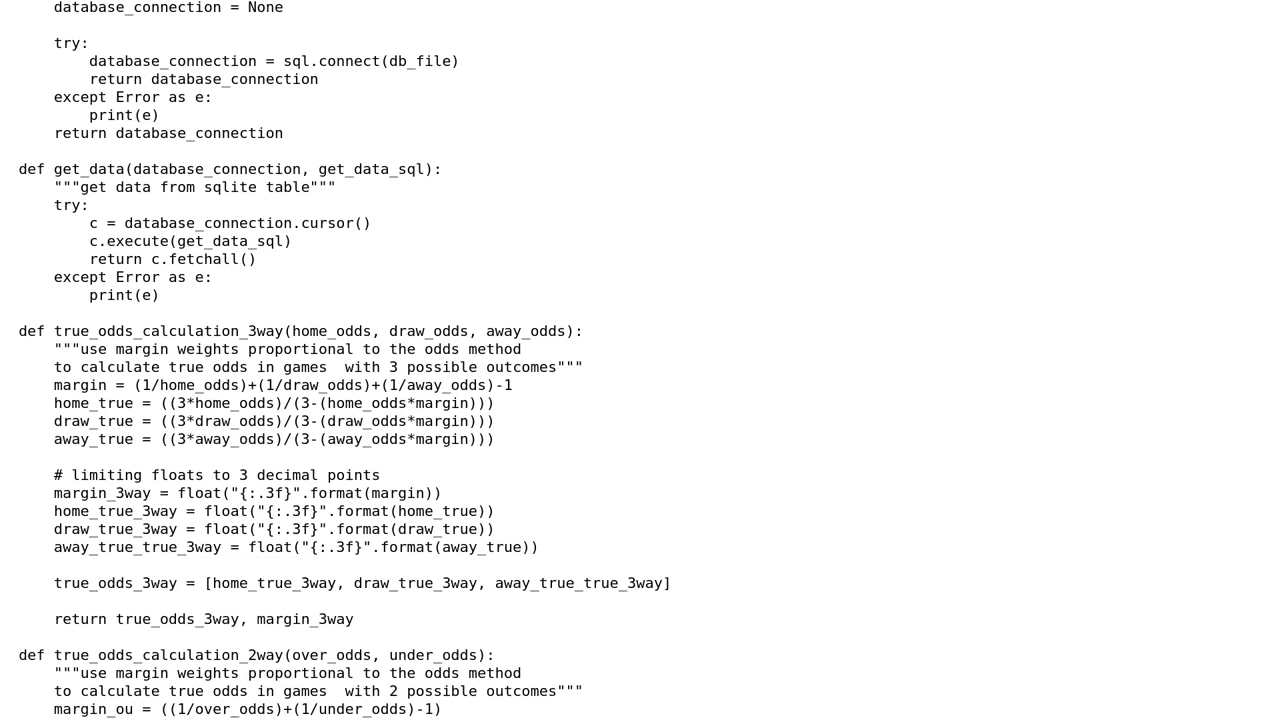 database_connection = None

    try:
        database_connection = sql.connect(db_file)
        return database_connection
    except Error as e:
        print(e)
    return database_connection

def get_data(database_connection, get_data_sql):
    """get data from sqlite table"""
    try:
        c = database_connection.cursor()
        c.execute(get_data_sql)
        return c.fetchall()
    except Error as e:
        print(e)

def true_odds_calculation_3way(home_odds, draw_odds, away_odds):
    """use margin weights proportional to the odds method
    to calculate true odds in games  with 3 possible outcomes"""
    margin = (1/home_odds)+(1/draw_odds)+(1/away_odds)-1
    home_true = ((3*home_odds)/(3-(home_odds*margin)))
    draw_true = ((3*draw_odds)/(3-(draw_odds*margin)))
    away_true = ((3*away_odds)/(3-(away_odds*margin)))

    # limiting floats to 3 decimal points
    margin_3way = float("{:.3f}".format(margin))
    home_true_3way = float("{:.3f}".format(home_true))
    draw_true_3way = float("{:.3f}".format(draw_true))
    away_true_true_3way = float("{:.3f}".format(away_true))

    true_odds_3way = [home_true_3way, draw_true_3way, away_true_true_3way]

    return true_odds_3way, margin_3way

def true_odds_calculation_2way(over_odds, under_odds):
    """use margin weights proportional to the odds method
    to calculate true odds in games  with 2 possible outcomes"""
    margin_ou = ((1/over_odds)+(1/under_odds)-1)